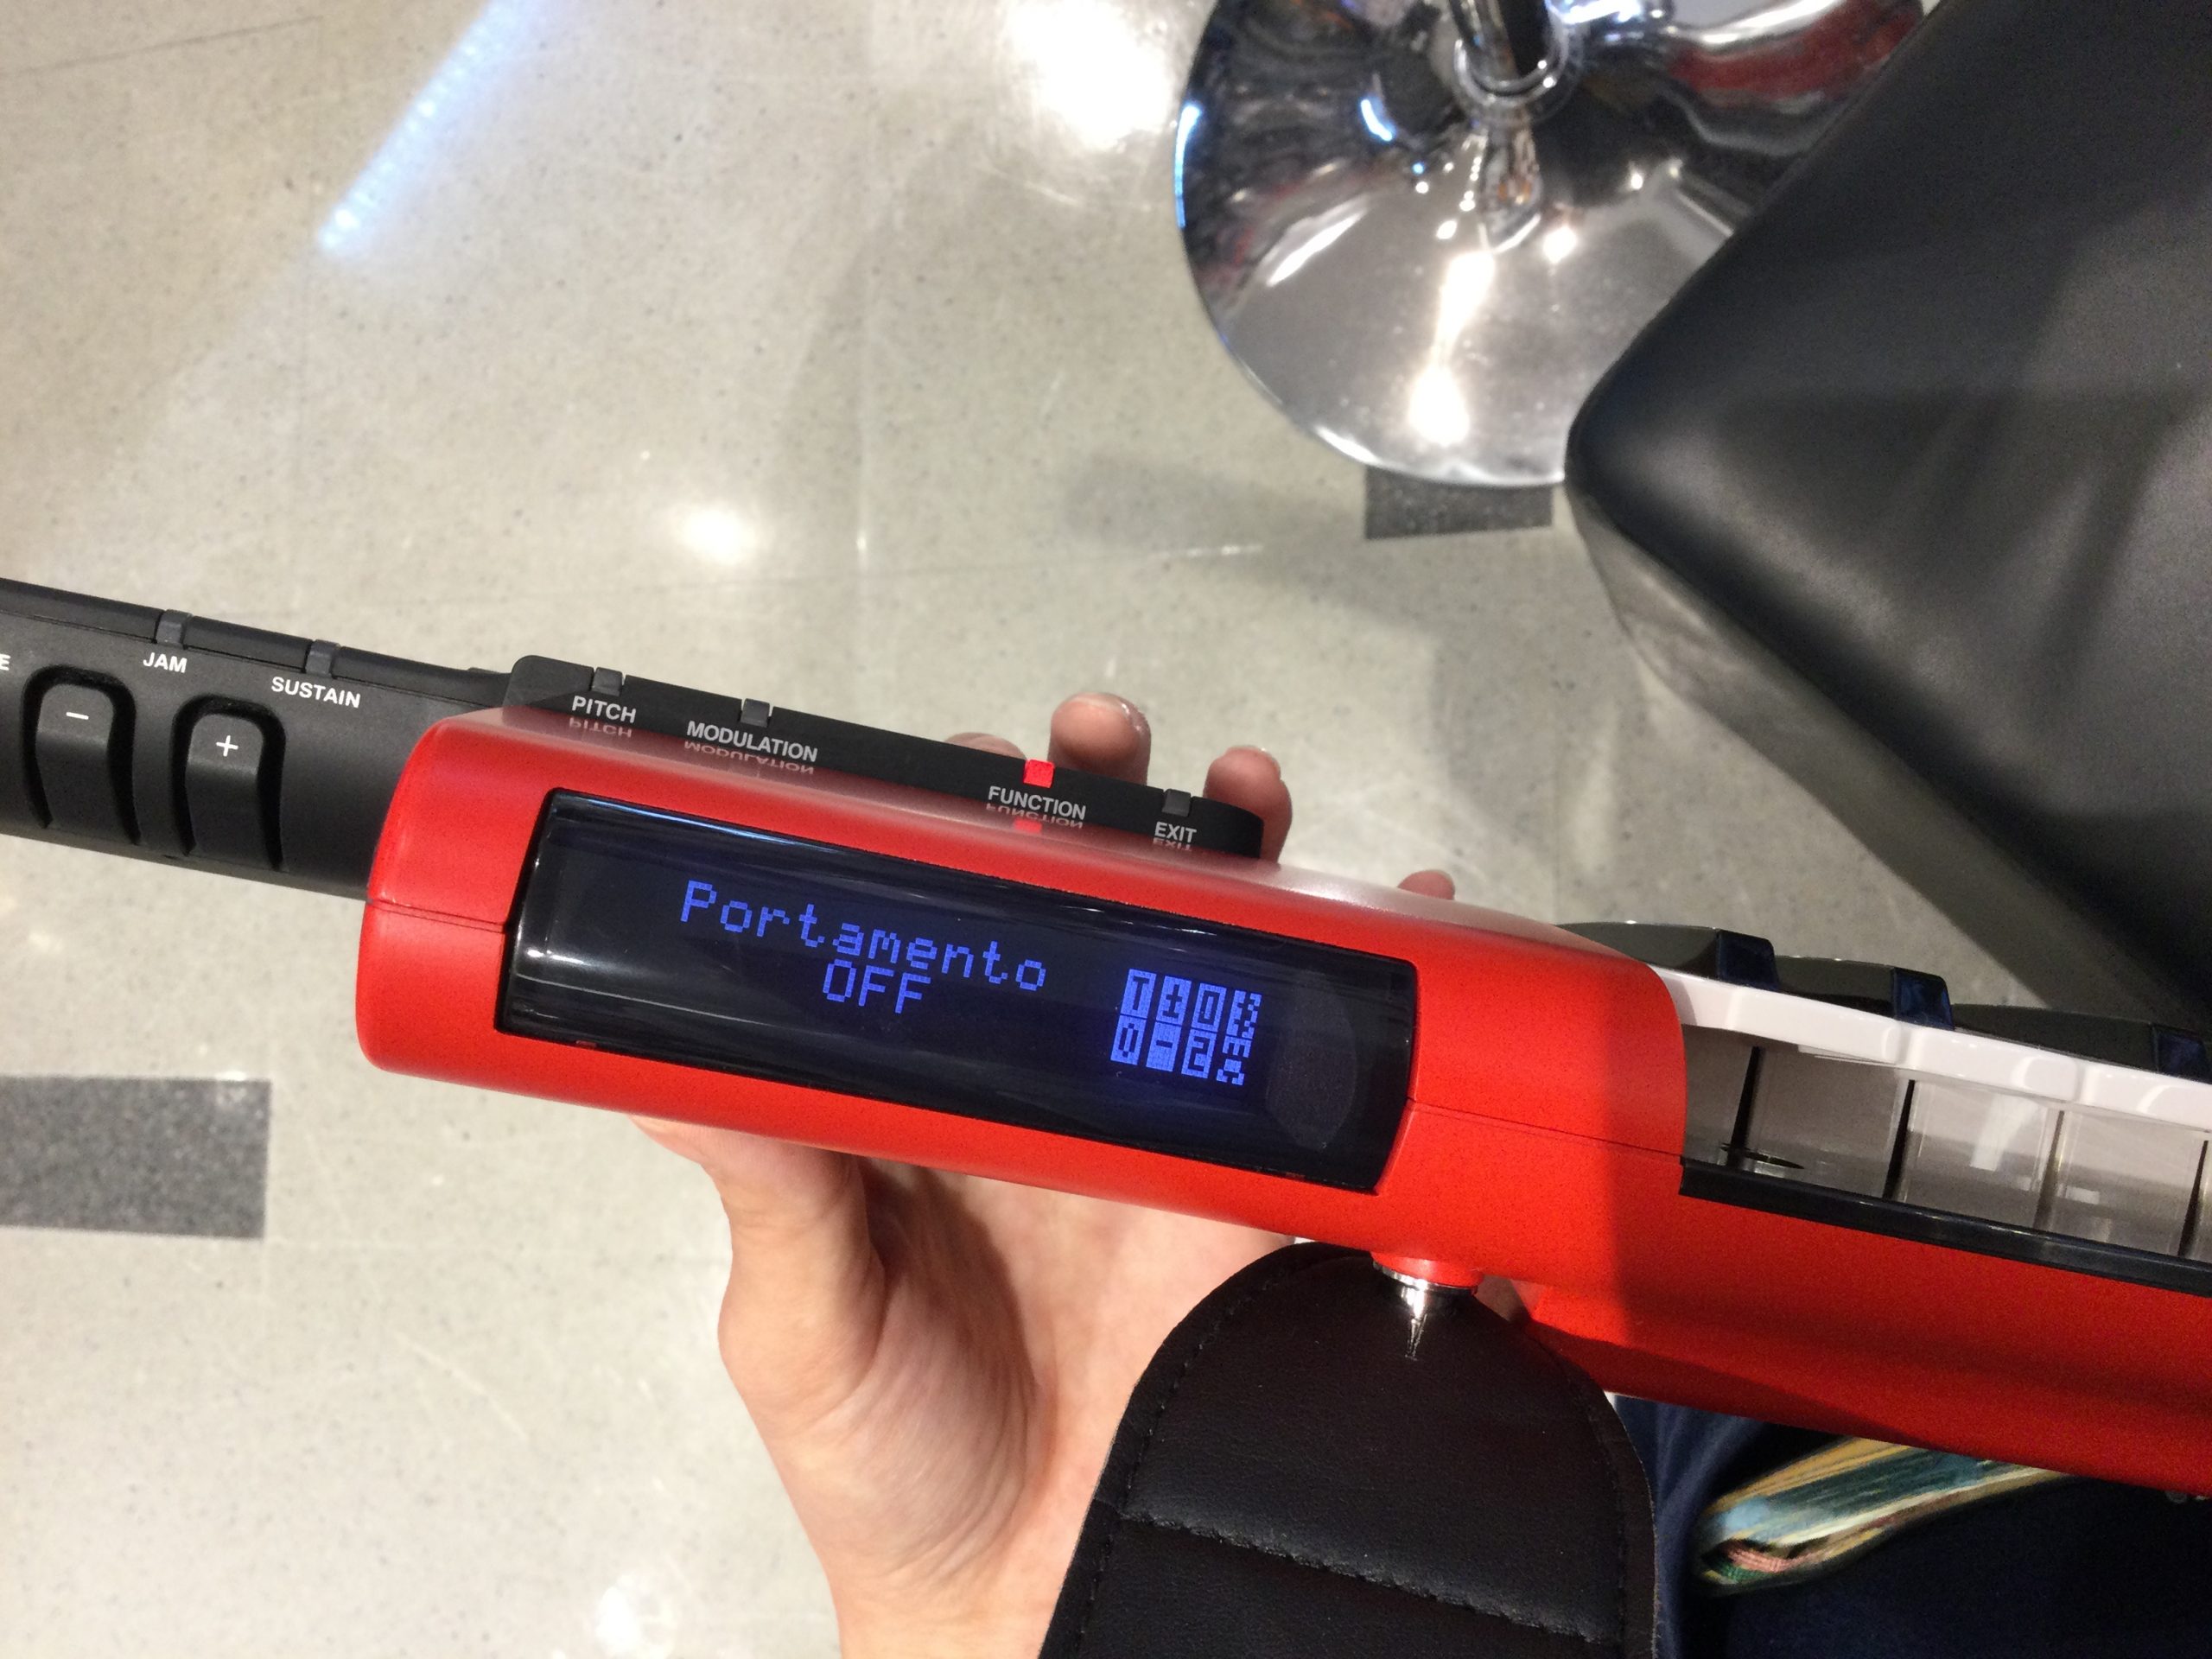 JAM
SUSTAIN
−
+
PITCH
MODULATION
FUNCTION
EXIT
Portamento
OFF